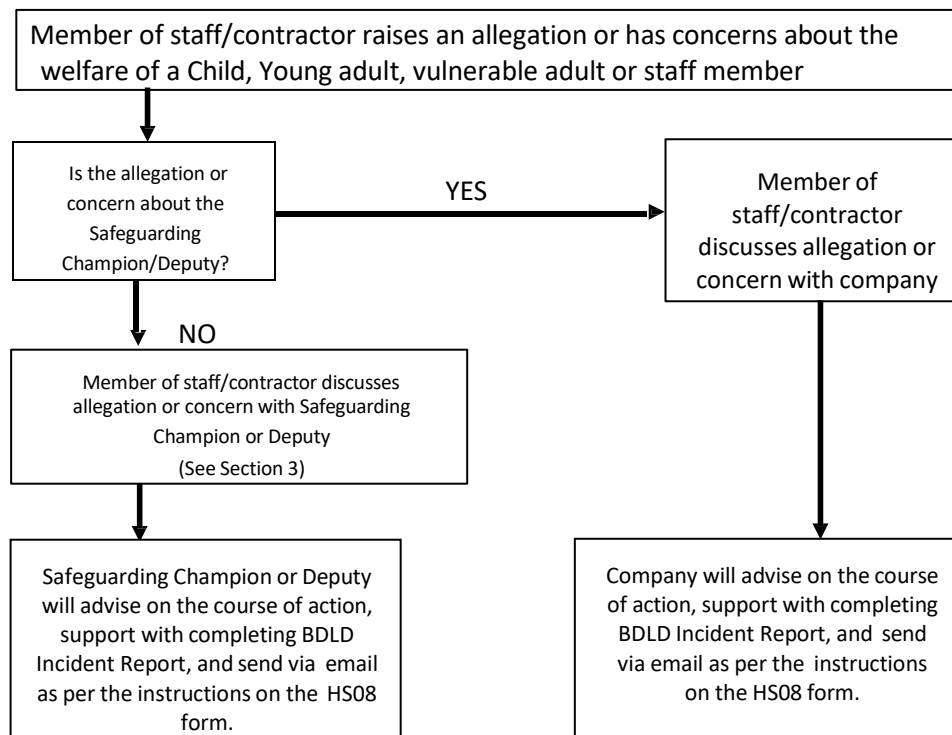 Member of staff/contractor raises an allegation or has concerns about the
welfare of a Child, Young adult, vulnerable adult or staff member
Is the allegation or
concern about the
Safeguarding
Champion/Deputy?
YES
Member of
staff/contractor
discusses allegation or
concern with company
NO
Member of staff/contractor discusses
allegation or concern with Safeguarding
Champion or Deputy
(See Section 3)
Safeguarding Champion or Deputy
will advise on the course of action,
support with completing BDLD
Incident Report, and send via email
as per the instructions on the HS08
form.
Company will advise on the course
of action, support with completing
BDLD Incident Report, and send
via email as per the instructions
on the HS08 form.